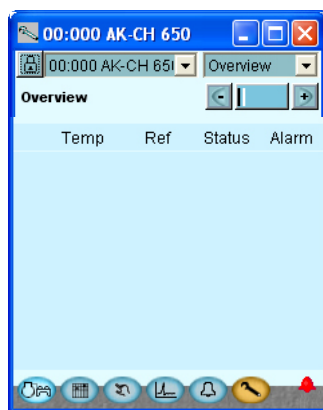 00:000 AK-CH 650
00:000 AK-CH 65 Overview
Overview
Temp Ref Status Alarm